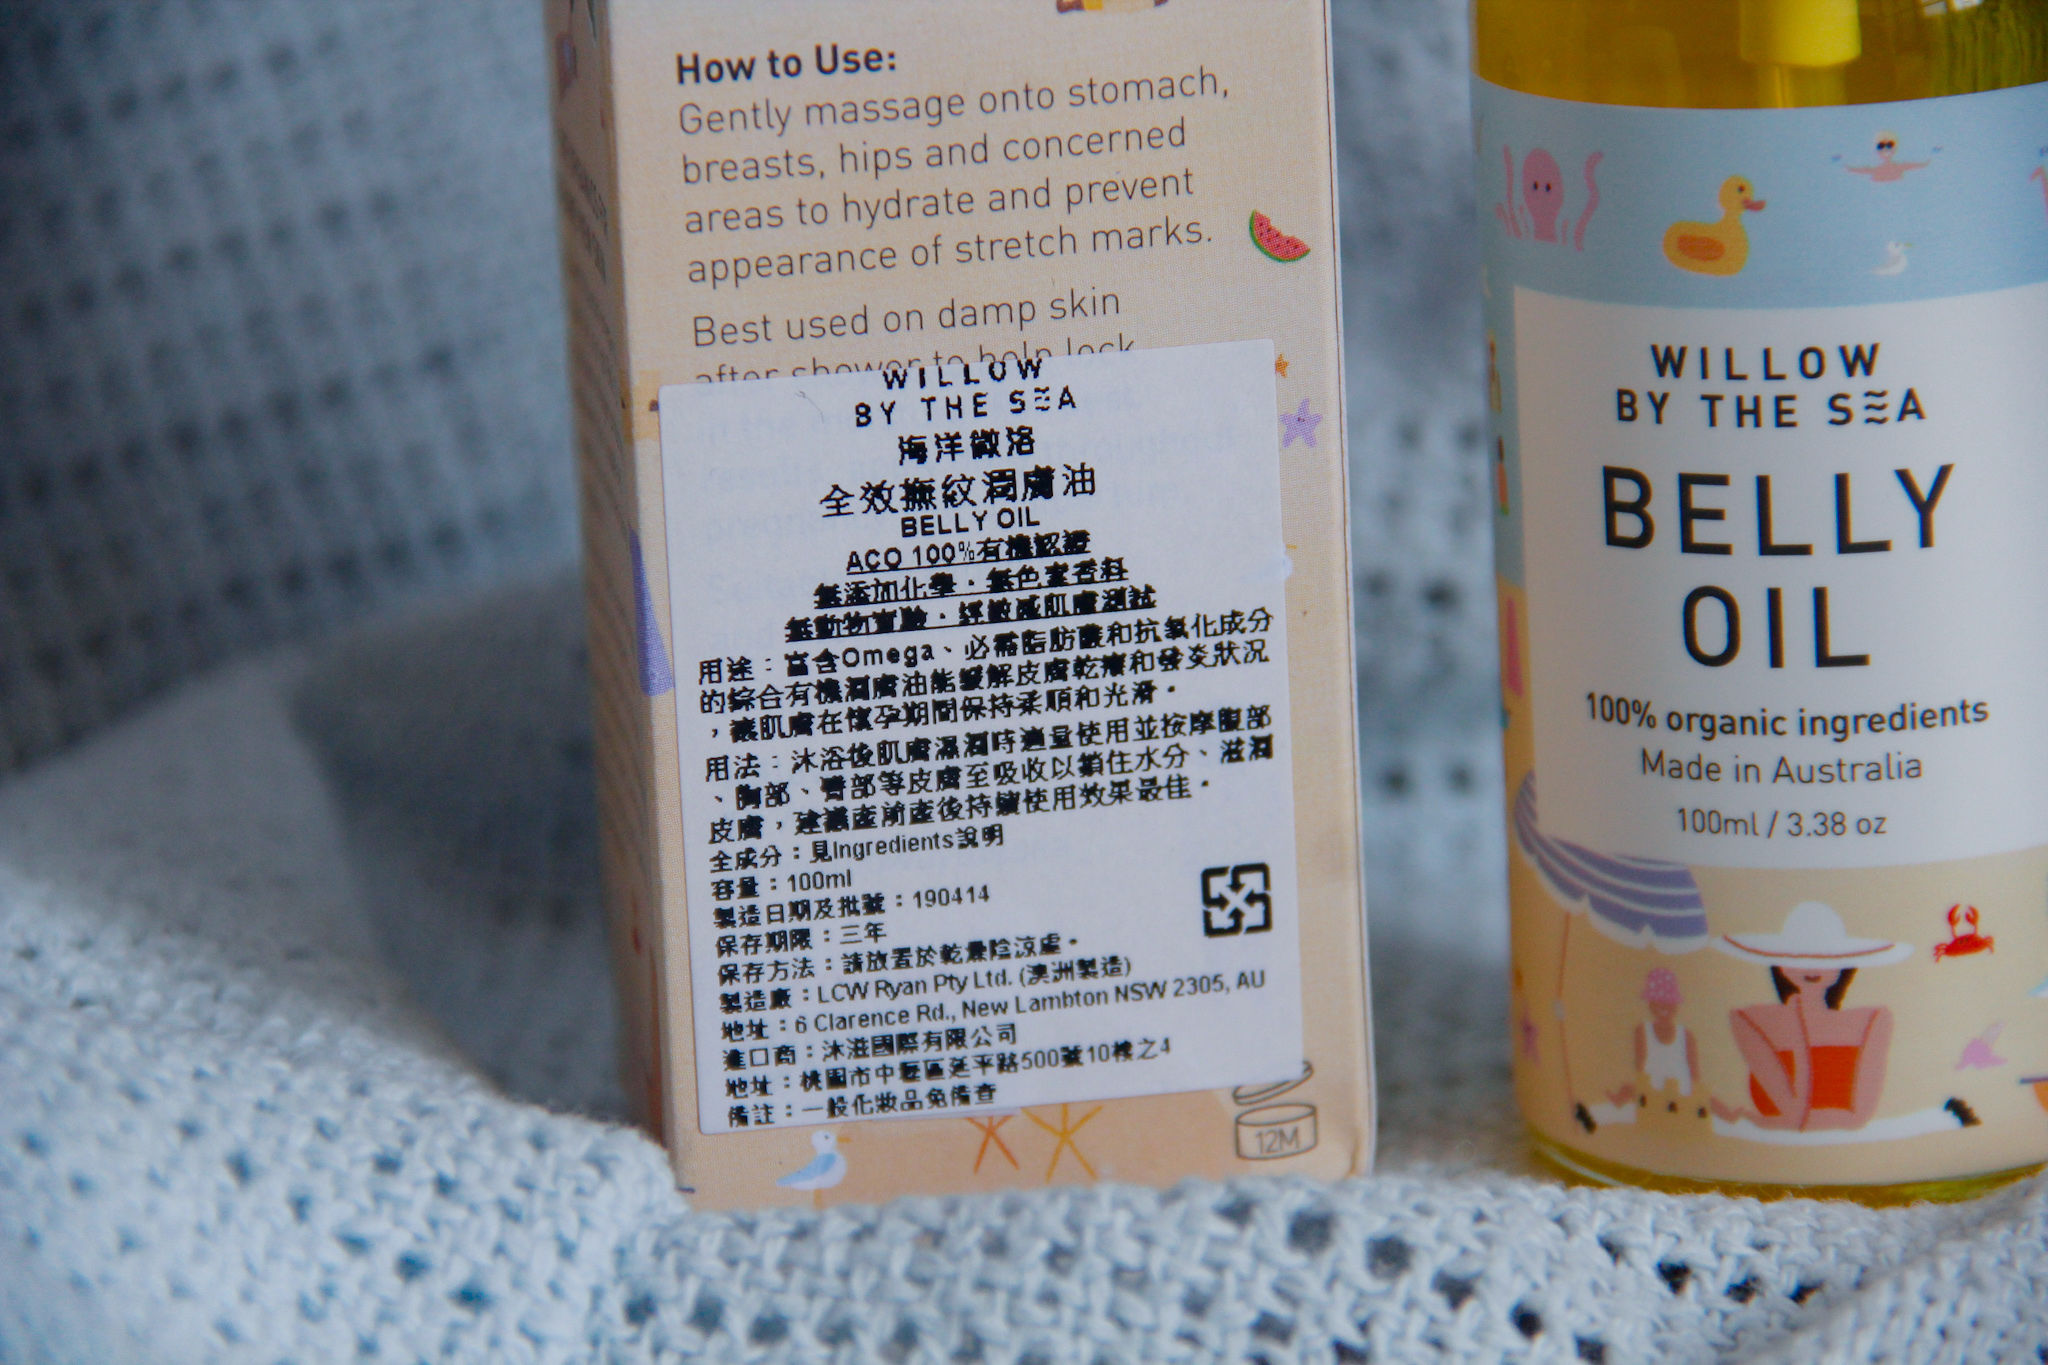 How to Use:
Gently massage onto stomach,
breasts, hips and concerned
areas to hydrate and prevent
appearance of stretch marks.
Best used on damp skin
after shower to help lock
WILLOW
BY THE SEA
海洋微洛
全效撫紋潤膚油
BELLY OIL
ACO 100%有機認證
無添加化學・無色素香料
無動物實驗・經敏感肌膚測試
用途：富含Omega、必需脂肪酸和抗氧化成分
的綜合有機潤膚油能緩解皮膚乾癢和發炎狀況
，讓肌膚在懷孕期間保持柔順和光滑。
用法：沐浴後肌膚濕潤時適量使用並按摩腹部
、胸部、臀部等皮膚至吸收以鎖住水分、滋潤
皮膚，建議產前產後持續使用效果最佳。
全成分：見Ingredients說明
容量：100ml
製造日期及批號：190414
保存期限：三年
保存方法：請放置於乾燥陰涼處。
製造廠：LCW Ryan Pty Ltd. (澳洲製造)
地址：6 Clarence Rd., New Lambton NSW 2305, AU
進口商：沐滋國際有限公司
地址：桃園市中壢區延平路500號10樓之4
備註：一般化妝品免備查
12M
WILLOW
BY THE SEA
BELLY
OIL
100% organic ingredients
Made in Australia
100ml / 3.38 oz